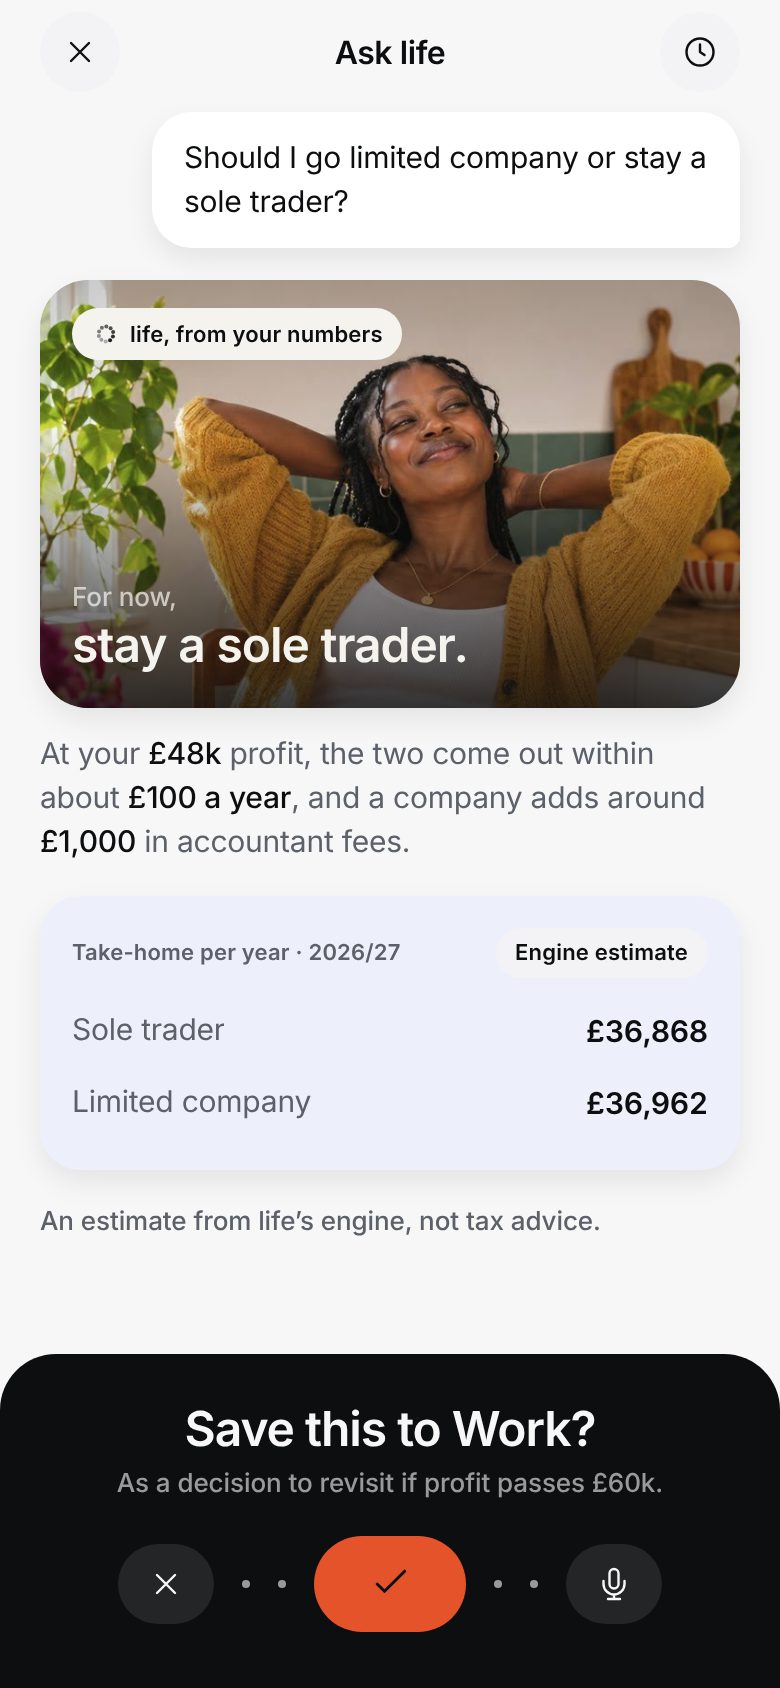 Ask life
Should I go limited company or stay a
sole trader?
life, from your numbers
For now,
stay a sole trader.
At your £48k profit, the two come out within
about £100 a year, and a company adds around
£1,000 in accountant fees.
Take-home per year · 2026/27
Engine estimate
Sole trader
£36,868
Limited company
£36,962
An estimate from life’s engine, not tax advice.
Save this to Work?
As a decision to revisit if profit passes £60k.